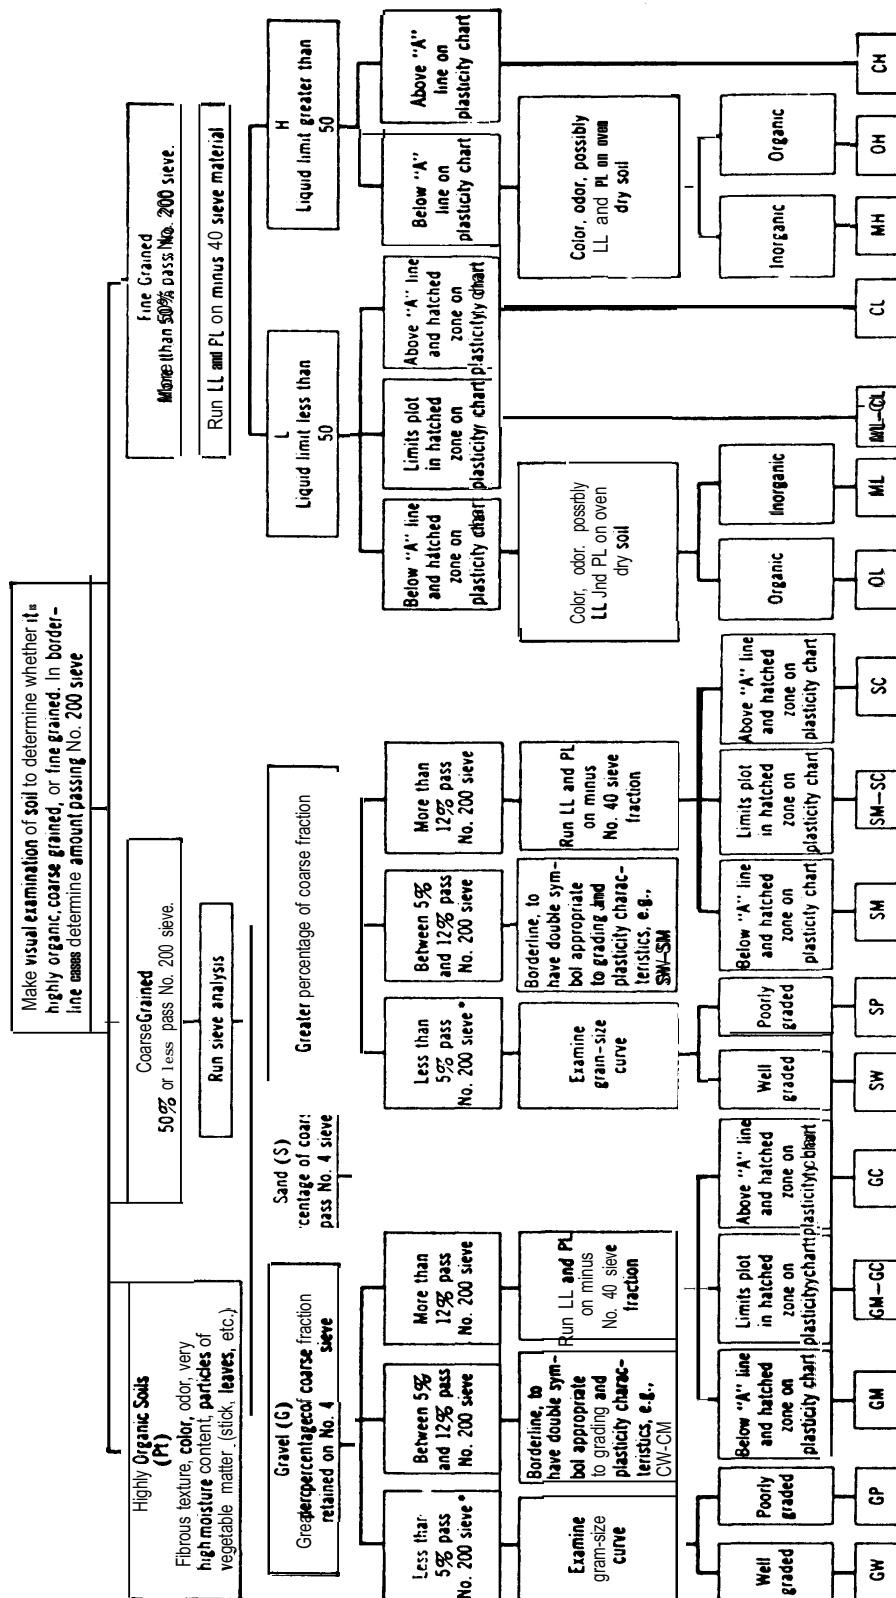 Make visual examination of soil to determine whether it is
highly organic, coarse grained, or fine grained. In border-
line cases determine amount passing No. 200 sieve
Highly Organic Soils
(Pt)
Fibrous texture, color, odor, very
high moisture content, particles of
vegetable matter (stick, leaves, etc.)
Coarse Grained
50% or less pass No. 200 sieve.
Run sieve analysis
Fine Grained
More than 50% pass No. 200 sieve.
Run LL and PL on minus 40 sieve material
Gravel (G)
percentage of coarse fraction
retained on No. 4 sieve
Sand (S)
Greater percentage of coarse fraction
centage of coar
pass No. 4 sieve
L
Liquid limit less than
50
H
Liquid limit greater than
50
Less thar
5% pass
No. 200 sieve *
Between 5%
and 12% pass
No. 200 sieve
More than
12% pass
No. 200 sieve
Less than
5% pass
No. 200 sieve *
Between 5%
and 12% pass
No. 200 sieve
More than
12% pass
No. 200 sieve
Below "A" line
and hatched
zone on
plasticity chart
Limits plot
in hatched
zone on
plasticity chart
Above "A" line
and hatched
zone on
plasticity chart
Below "A"
line on
plasticity chart
Above "A"
line on
plasticity chart
Examine
gram-size
curve
Borderline, to
have double sym-
bol appropriate
to grading and
plasticity charac-
teristics, e.g.,
CW-CM
Run LL and PL
on minus
No. 40 sieve
fraction
Examine
grain-size
curve
Borderline, to
have double sym-
bol appropriate
to grading and
plasticity charac-
teristics, e.g.,
SW-SM
Run LL and PL
on minus
No. 40 sieve
fraction
Color, odor. possrbly
LL Jnd PL on oven
dry soil
Color, odor, possibly
LL and PL on oven
dry soil
Well
graded
Poorly
graded
Below "A" line
and hatched
zone on
plasticity chart
Limits plot
in hatched
zone on
plasticity chart
Above "A" line
and hatched
zone on
plasticity chart
Well
graded
Poorly
graded
Below "A" line
and hatched
zone on
plasticity chart
Limits plot
in hatched
zone on
plasticity chart
Above "A" line
and hatched
zone on
plasticity chart
Organic
Inorganic
Inorganic
Organic
GW
GP
GM
GM-GC
GC
SW
SP
SM
SM-SC
SC
OL
ML
ML-CL
CL
MH
OH
CH